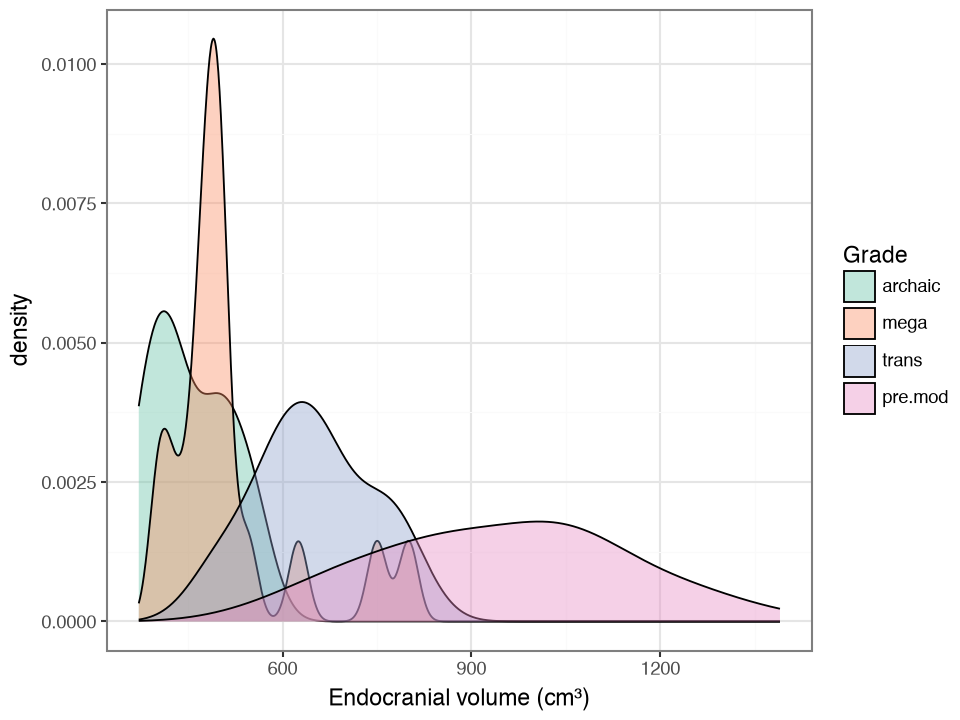 0.0100
0.0075
0.0050
0.0025
0.0000
density
600
900
1200
Endocranial volume (cm³)
Grade
archaic
mega
trans
pre.mod